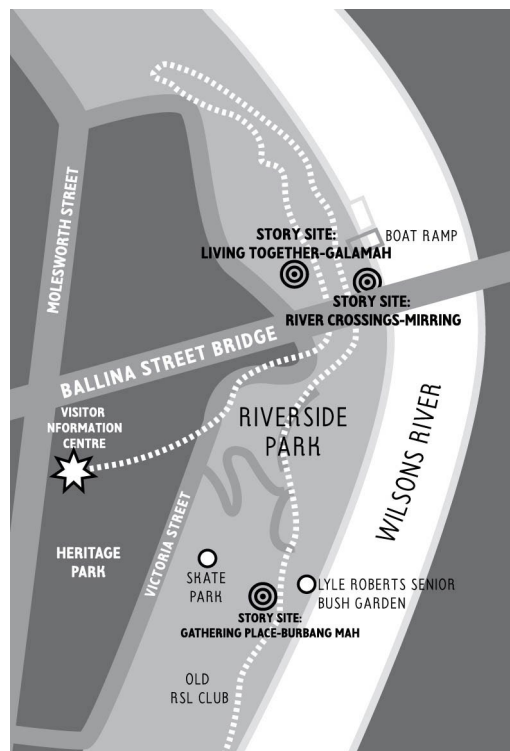 MOLESWORTH STREET
STORY SITE:
LIVING TOGETHER-GALAMAH
BOAT RAMP
STORY SITE:
RIVER CROSSINGS-MIRRING
BALLINA STREET BRIDGE
VISITOR
NFORMATION
CENTRE
RIVERSIDE
PARK
WILSONS RIVER
HERITAGE
PARK
VICTORIA STREET
SKATE
PARK
LYLE ROBERTS SENIOR
BUSH GARDEN
STORY SITE:
GATHERING PLACE-BURBANG MAH
OLD
RSL CLUB